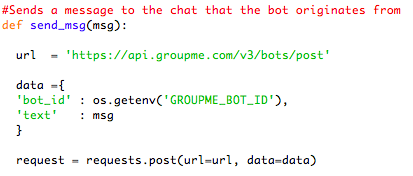 #Sends a message to the chat that the bot originates from
def send_msg(msg):
url = 'https://api.groupme.com/v3/bots/post'
data ={
'bot_id' : os.getenv('GROUPME_BOT_ID'),
'text' : msg
}
request = requests.post(url=url, data=data)